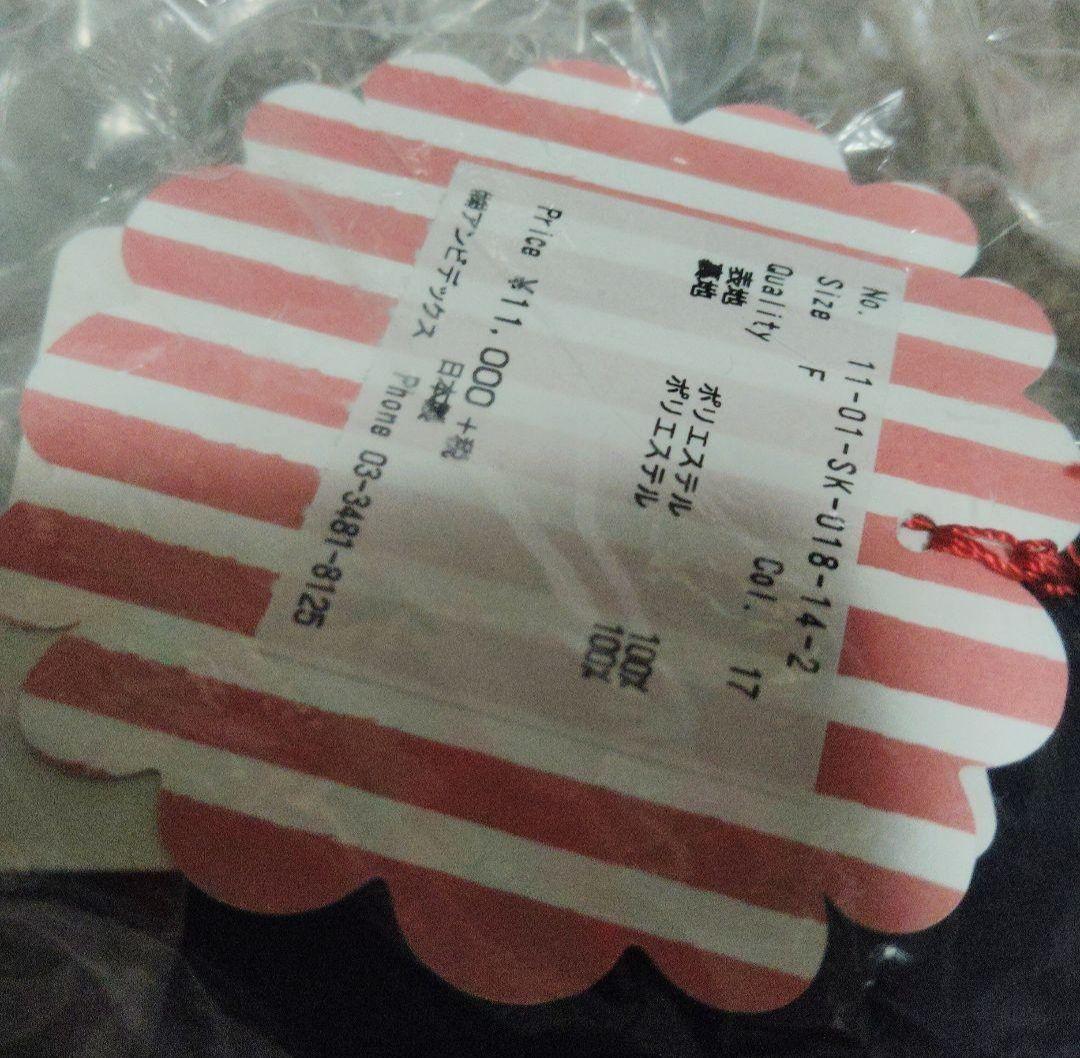 No. 11-01-SK-018-14-2
Size F Col. 17
Quality
表地 ポリエステル 100%
裏地 ポリエステル 100%
Price ¥11,000+税
日本製
㈱アンビデックス Phone 03-3481-8125